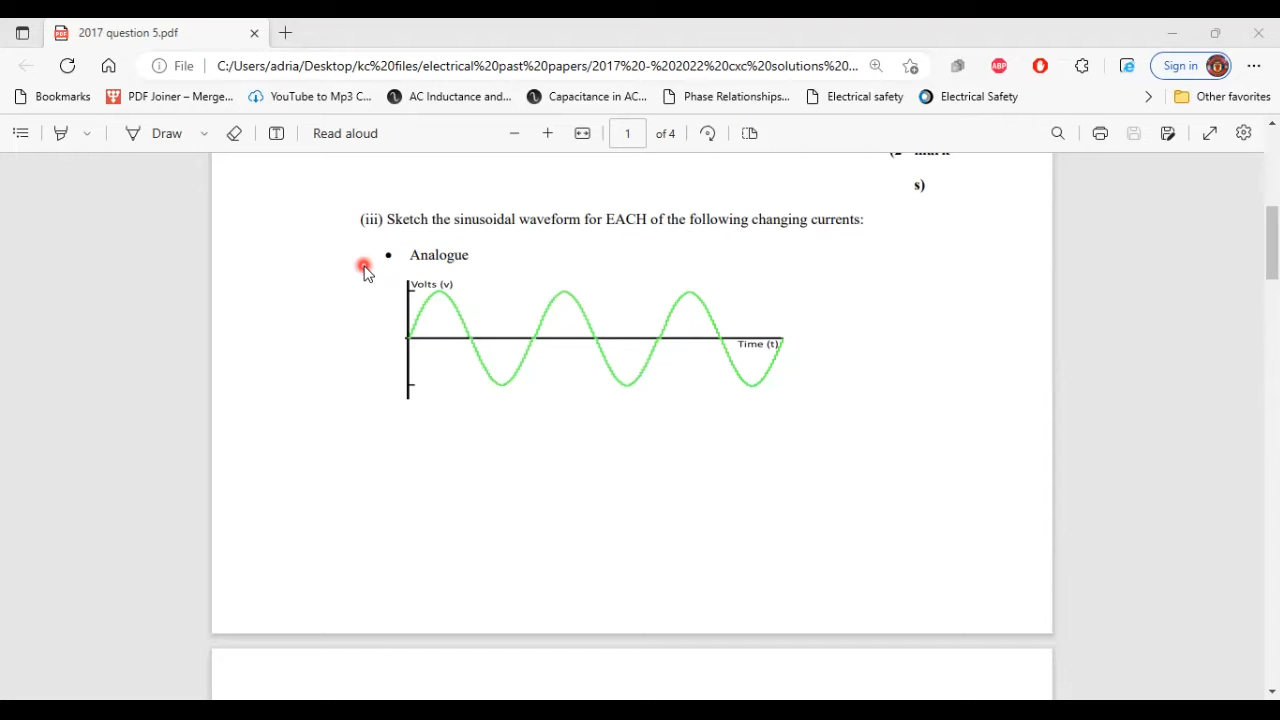 2017 question 5.pdf
File
C:/Users/adria/Desktop/kc%20files/electrical%20past%20papers/2017%20-%202022%20cxc%20solutions%20...
Sign in
Bookmarks
PDF Joiner – Merge...
YouTube to Mp3 C...
AC Inductance and...
Capacitance in AC...
Phase Relationships...
Electrical safety
Electrical Safety
Other favorites
Draw
Read aloud
1 of 4
s)
(iii) Sketch the sinusoidal waveform for EACH of the following changing currents:
• Analogue
Volts (v)
Time (t)